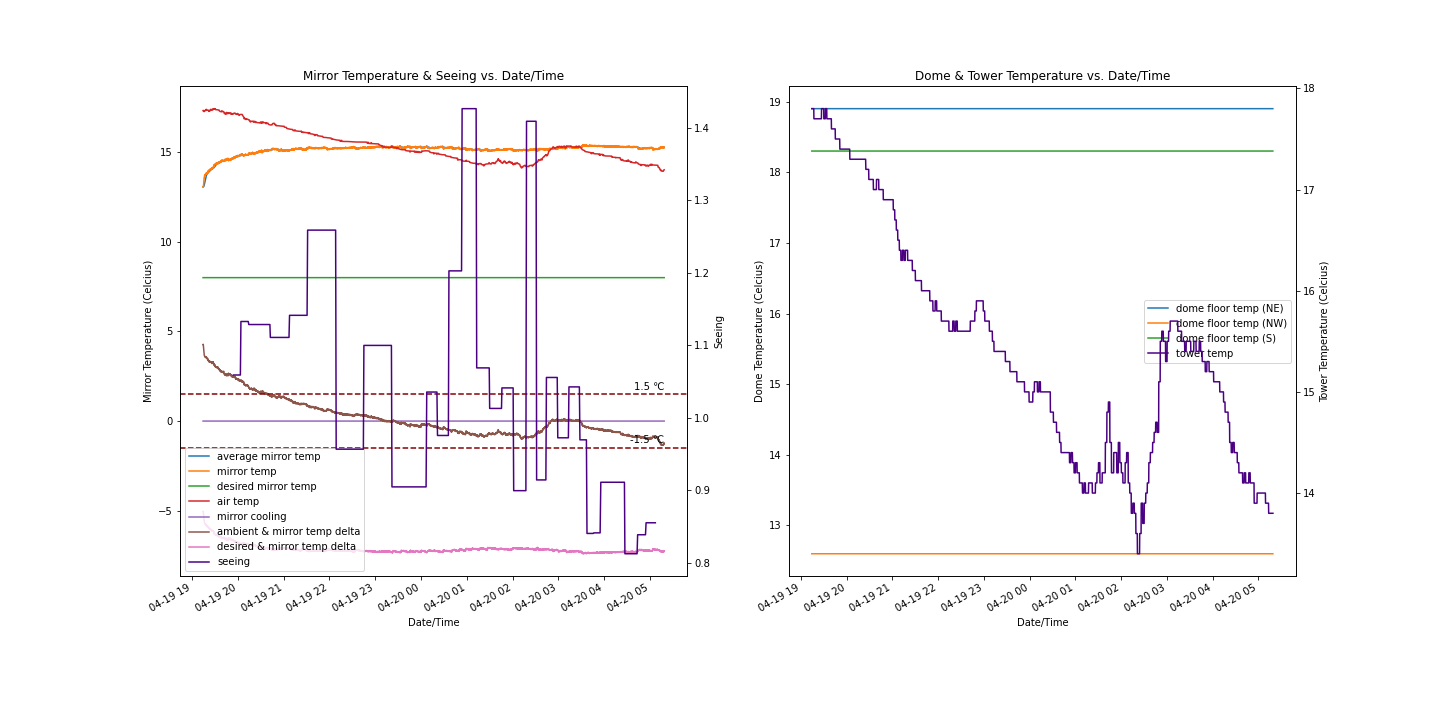 Mirror Temperature & Seeing vs. Date/Time
Mirror Temperature (Celcius)
15
10
5
0
−5
1.5 °C
-1.5 °C
average mirror temp
mirror temp
desired mirror temp
air temp
mirror cooling
ambient & mirror temp delta
desired & mirror temp delta
seeing
1.4
1.3
1.2
1.1
1.0
0.9
0.8
Seeing
04-19 19
04-19 20
04-19 21
04-19 22
04-19 23
04-20 00
04-20 01
04-20 02
04-20 03
04-20 04
04-20 05
Date/Time
Dome & Tower Temperature vs. Date/Time
Dome Temperature (Celcius)
19
18
17
16
15
14
13
dome floor temp (NE)
dome floor temp (NW)
dome floor temp (S)
tower temp
18
17
16
15
14
Tower Temperature (Celcius)
04-19 19
04-19 20
04-19 21
04-19 22
04-19 23
04-20 00
04-20 01
04-20 02
04-20 03
04-20 04
04-20 05
Date/Time